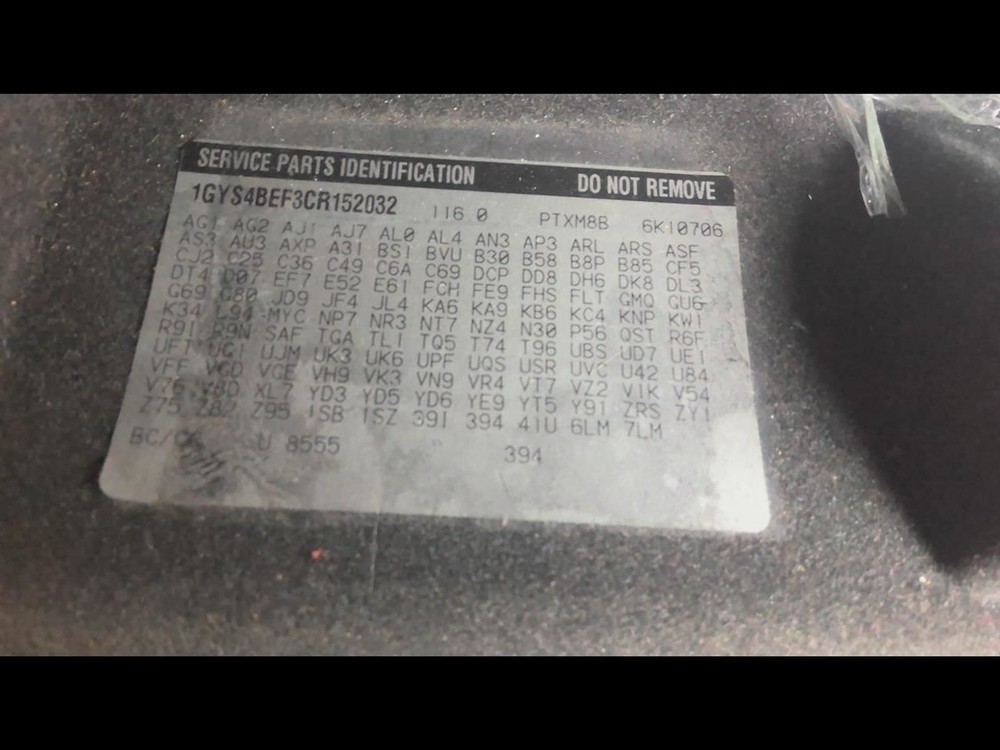 SERVICE PARTS IDENTIFICATION DO NOT REMOVE
1GYS4BEF3CR152032 116 0 PTXM8B 6K10706
AG1 AG2 AJ1 AJ7 AL0 AL4 AN3 AP3 ARL ARS ASF
AS3 AU3 AXP A31 BS1 BVU B30 B58 B8P B85 CF5
CJ2 C25 C36 C49 C6A C69 DCP DD8 DH6 DK8 DL3
DT4 D07 EF7 E52 E61 FCH FE9 FHS FLT GMQ GU6
G69 G80 JD9 JF4 JL4 KA6 KA9 KB6 KC4 KNP KW1
K34 L94 MYC NP7 NR3 NT7 NZ4 N30 P56 QST R6F
R91 R9N SAF TGA TL1 TQ5 T74 T96 UBS UD7 UE1
UF1 UG1 UJM UK3 UK6 UPF UQS USR UVC U42 U84
VFF VGD VGE VH9 VK3 VN9 VR4 VT7 VZ2 V1K V54
V76 Y3D XL7 YD3 YD5 YD6 YE9 YT5 Y91 ZRS ZY1
Z75 Z82 Z95 1SB 1SZ 391 394 41U 6LM 7LM
U 8555 394